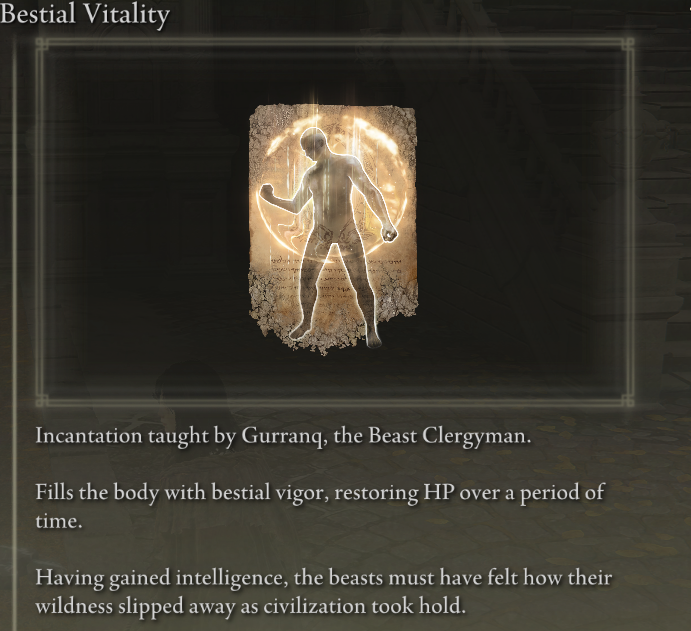 Bestial Vitality
Incantation taught by Gurranq, the Beast Clergyman.
Fills the body with bestial vigor, restoring HP over a period of
time.
Having gained intelligence, the beasts must have felt how their
wildness slipped away as civilization took hold.